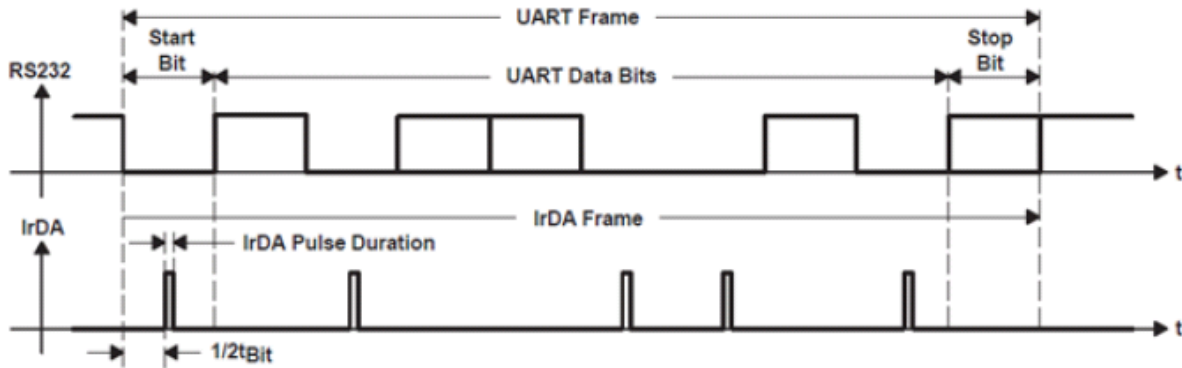 UART Frame
Start
Bit
Stop
Bit
RS232
UART Data Bits
t
IrDA Frame
IrDA
IrDA Pulse Duration
t
1/2tBit